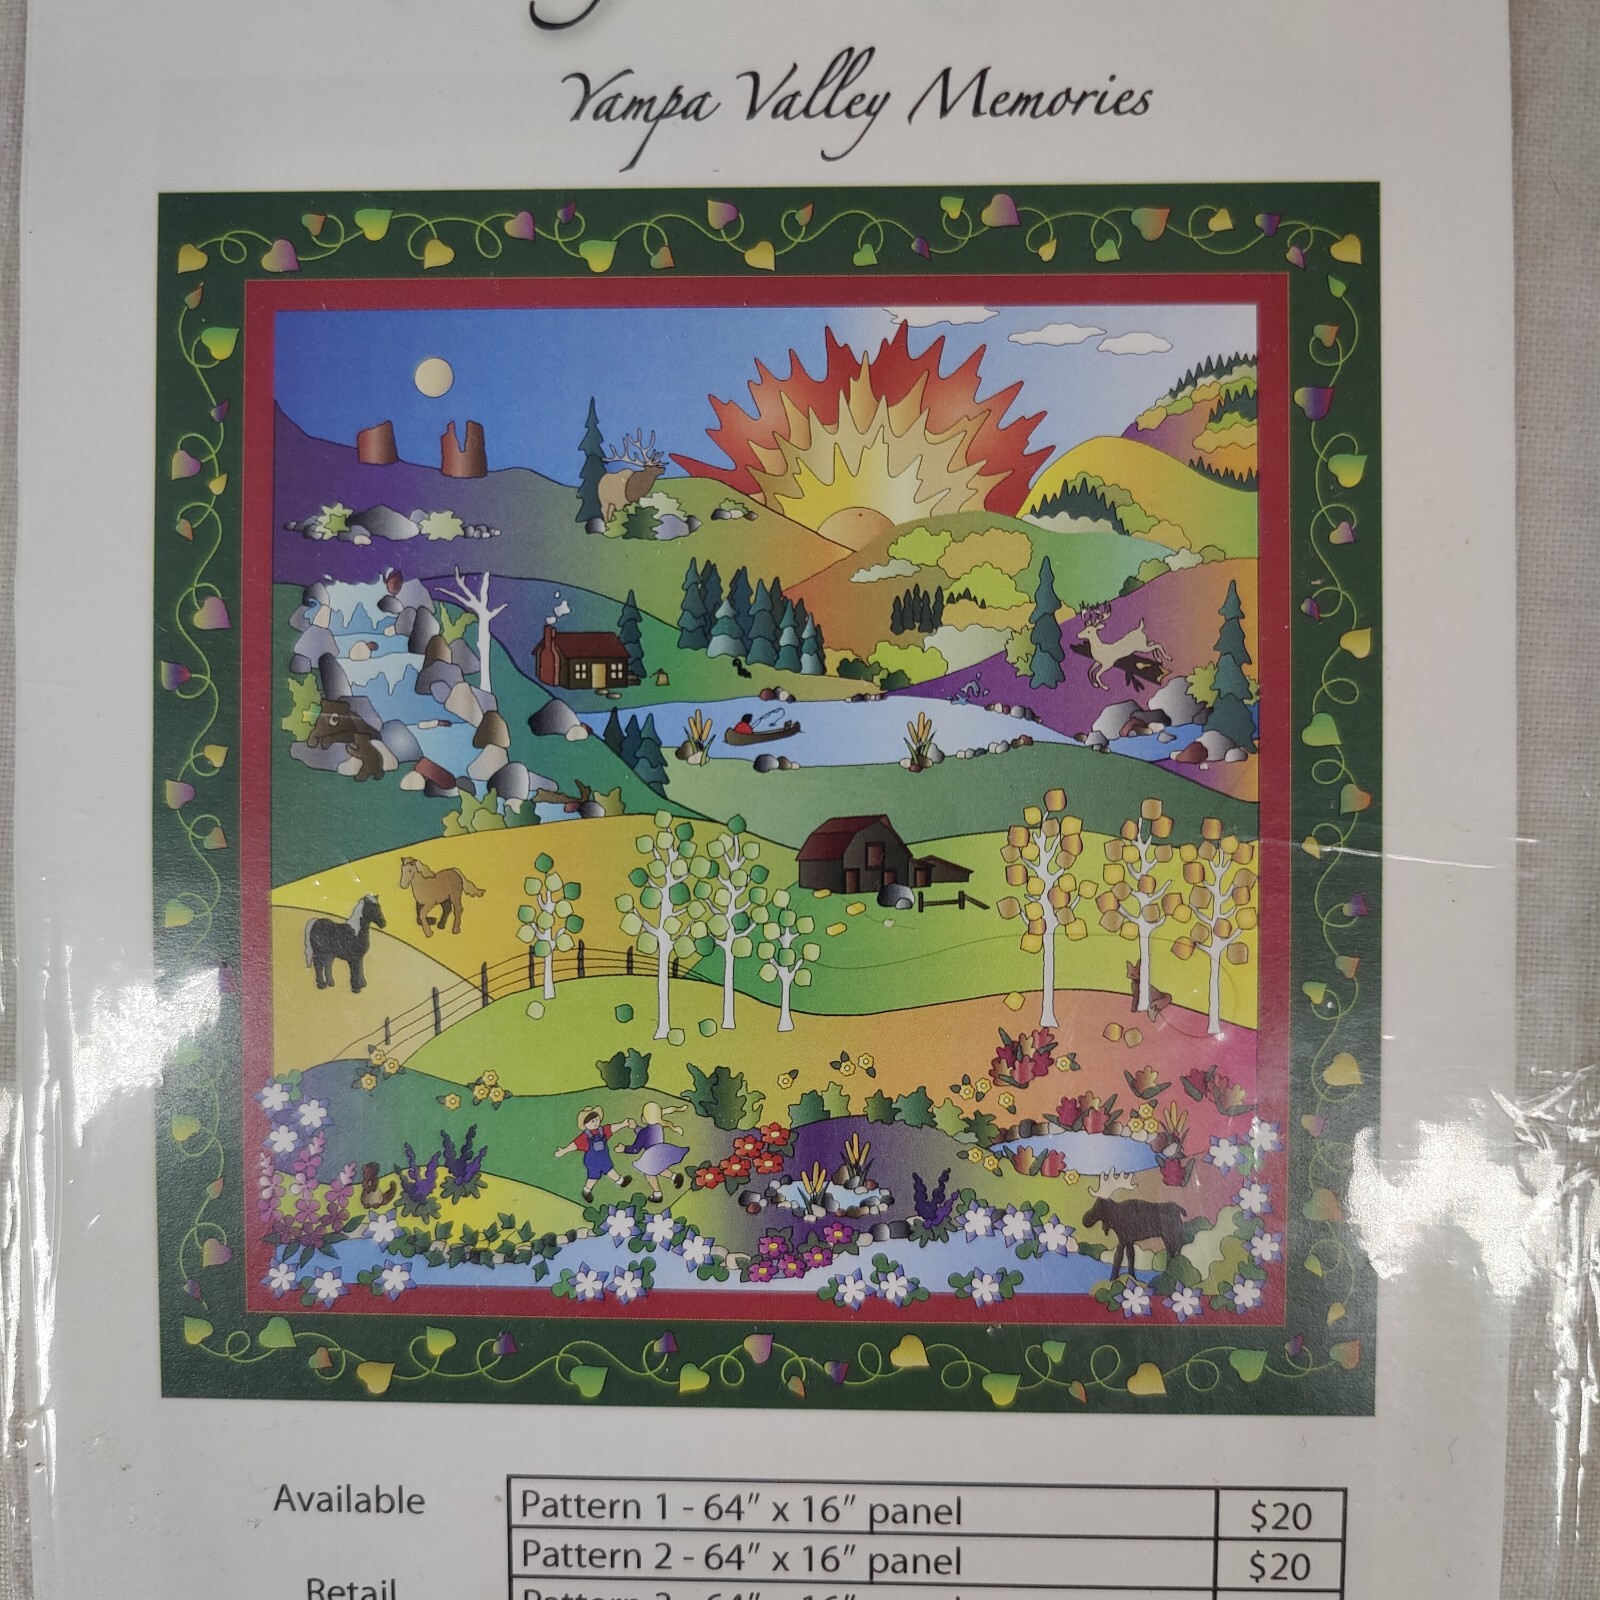 Yampa Valley Memories
Available
Pattern 1 - 64" x 16" panel $20
Pattern 2 - 64" x 16" panel $20
Retail